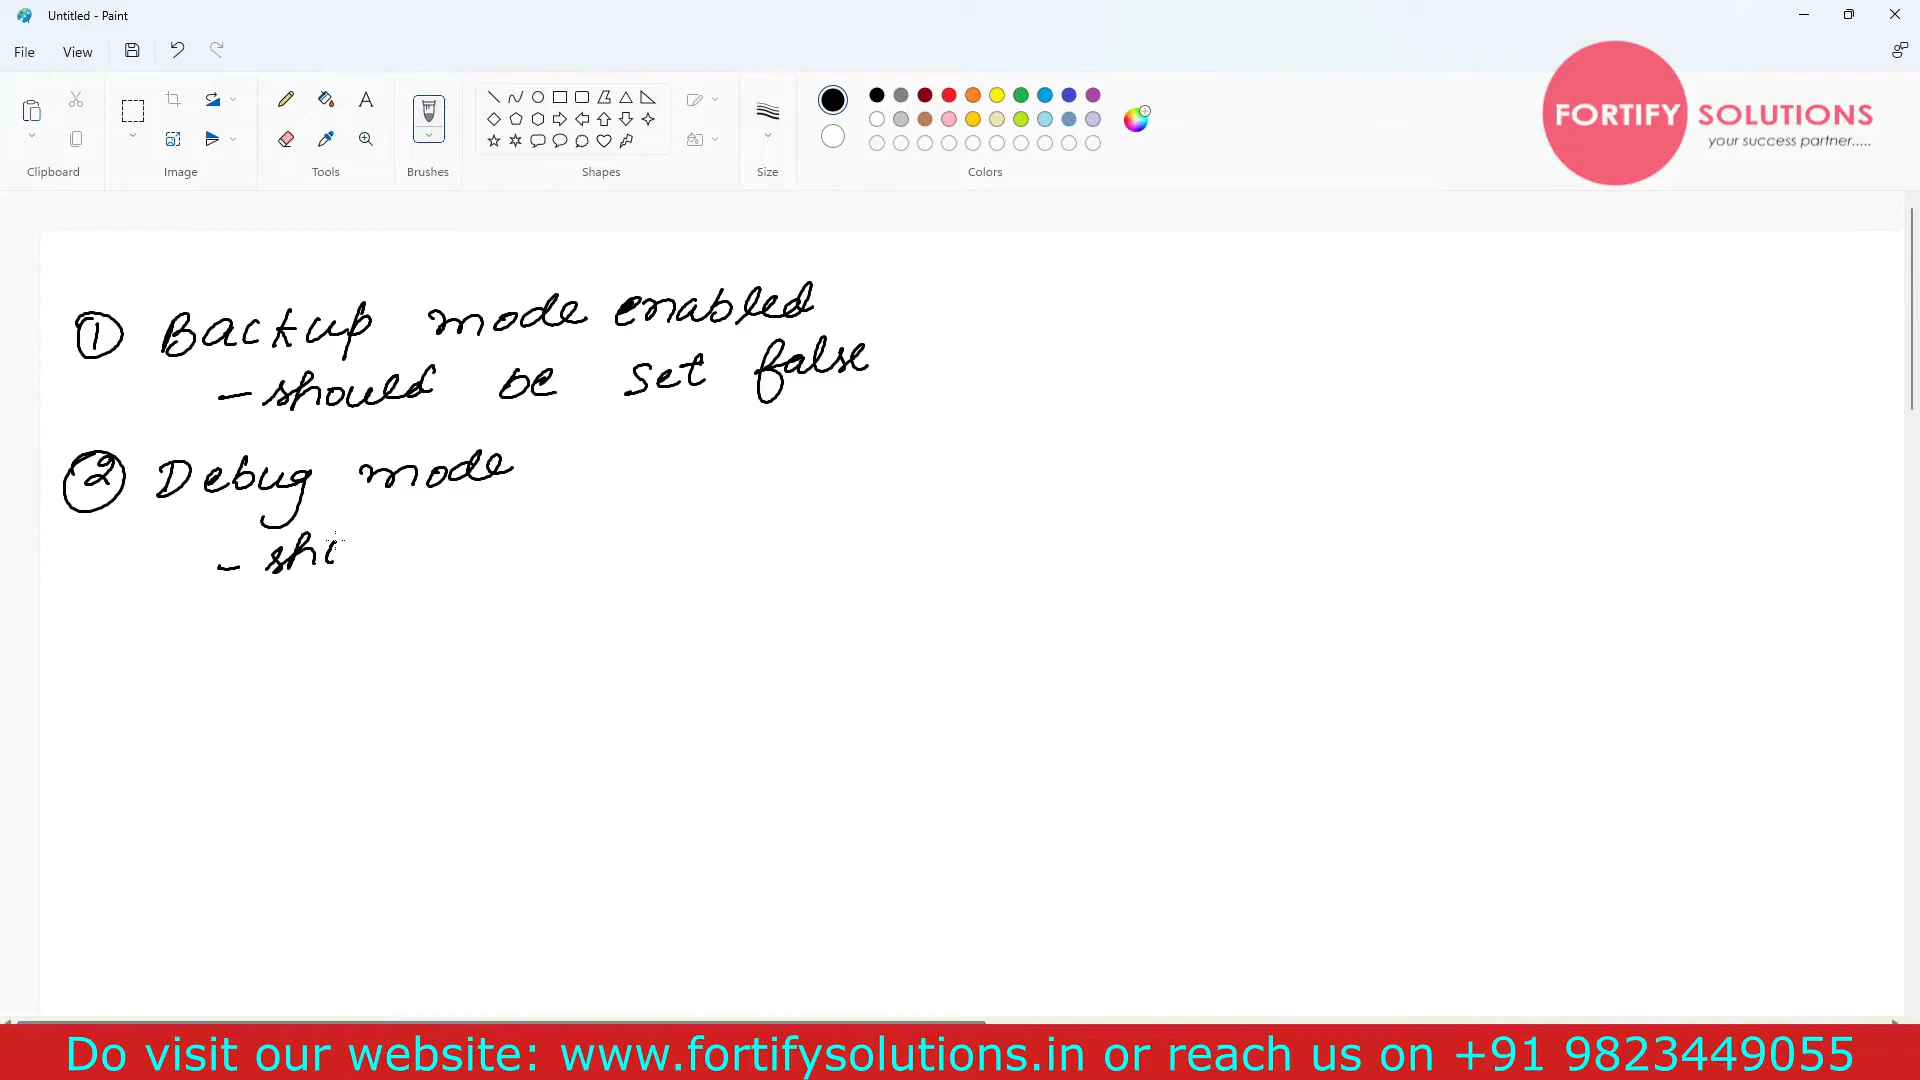 Untitled - Paint
File View
FORTIFY SOLUTIONS
your success partner.....
Clipboard Image Tools Brushes Shapes Size Colors
① Backup mode enabled
- should be set false
② Debug mode
- sho
Do visit our website: www.fortifysolutions.in or reach us on +91 9823449055